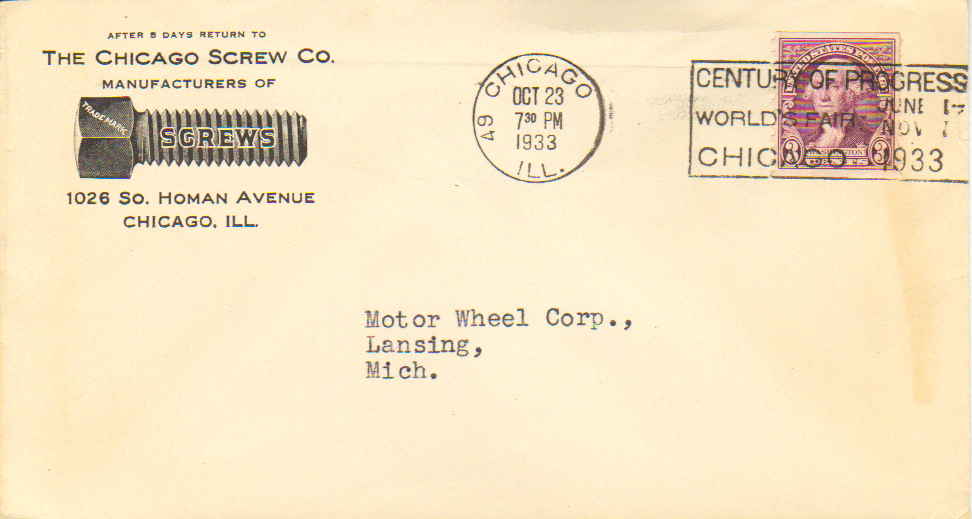 AFTER 5 DAYS RETURN TO
THE CHICAGO SCREW CO.
MANUFACTURERS OF
TRADE MARK
SCREWS
1026 SO. HOMAN AVENUE
CHICAGO, ILL.
CHICAGO
49
OCT 23
7 30 PM
1933
ILL.
CENTURY OF PROGRESS
WORLD'S FAIR JUNE 1-
NOV 1
CHICAGO 1933
3 3
Motor Wheel Corp.,
Lansing,
Mich.